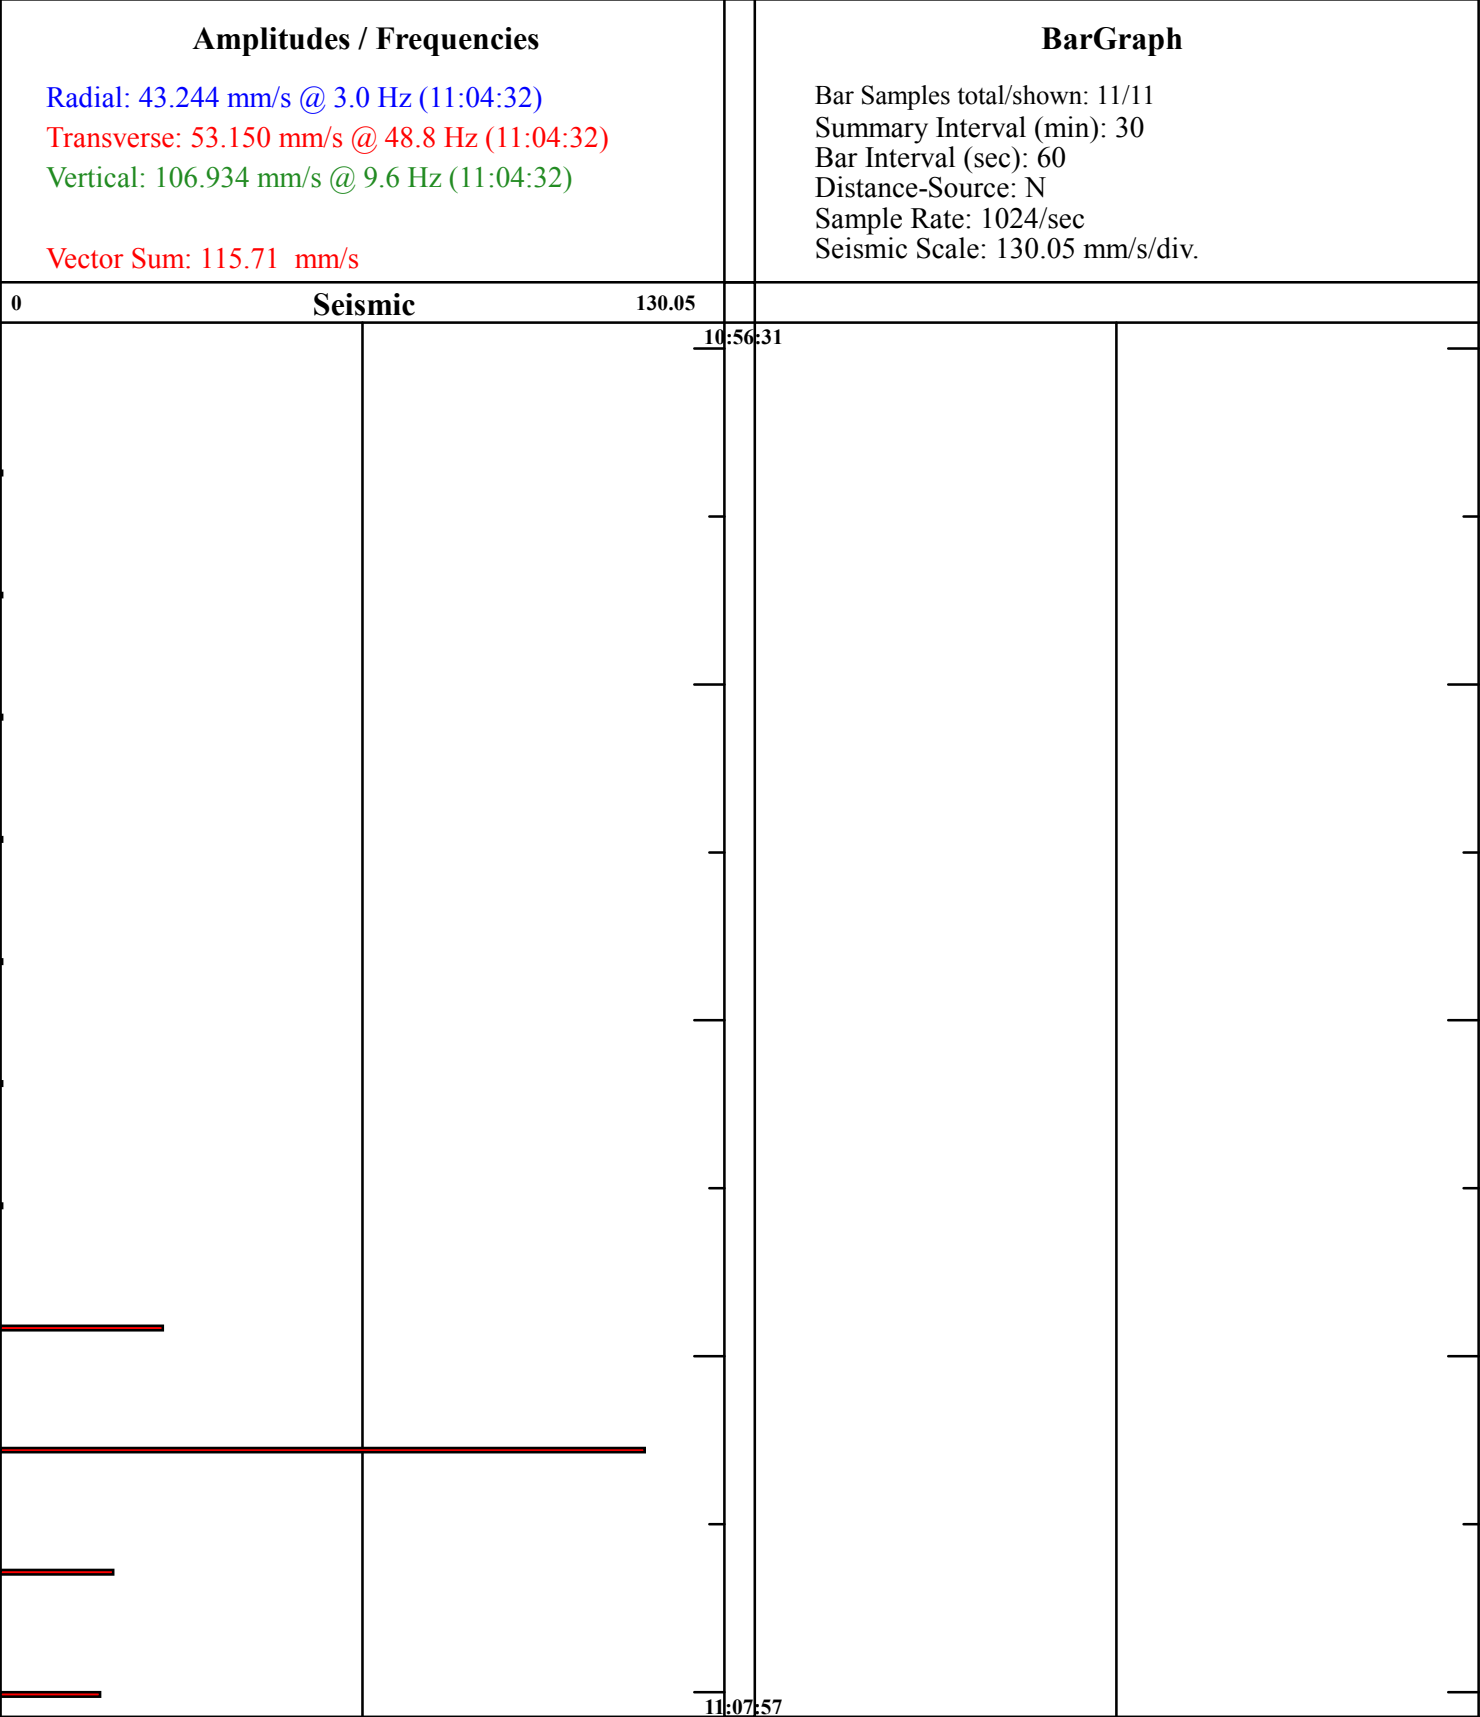 Amplitudes / Frequencies
Radial: 43.244 mm/s @ 3.0 Hz (11:04:32)
Transverse: 53.150 mm/s @ 48.8 Hz (11:04:32)
Vertical: 106.934 mm/s @ 9.6 Hz (11:04:32)
Vector Sum: 115.71 mm/s
BarGraph
Bar Samples total/shown: 11/11
Summary Interval (min): 30
Bar Interval (sec): 60
Distance-Source: N
Sample Rate: 1024/sec
Seismic Scale: 130.05 mm/s/div.
0 Seismic 130.05
10:56:31
11:07:57